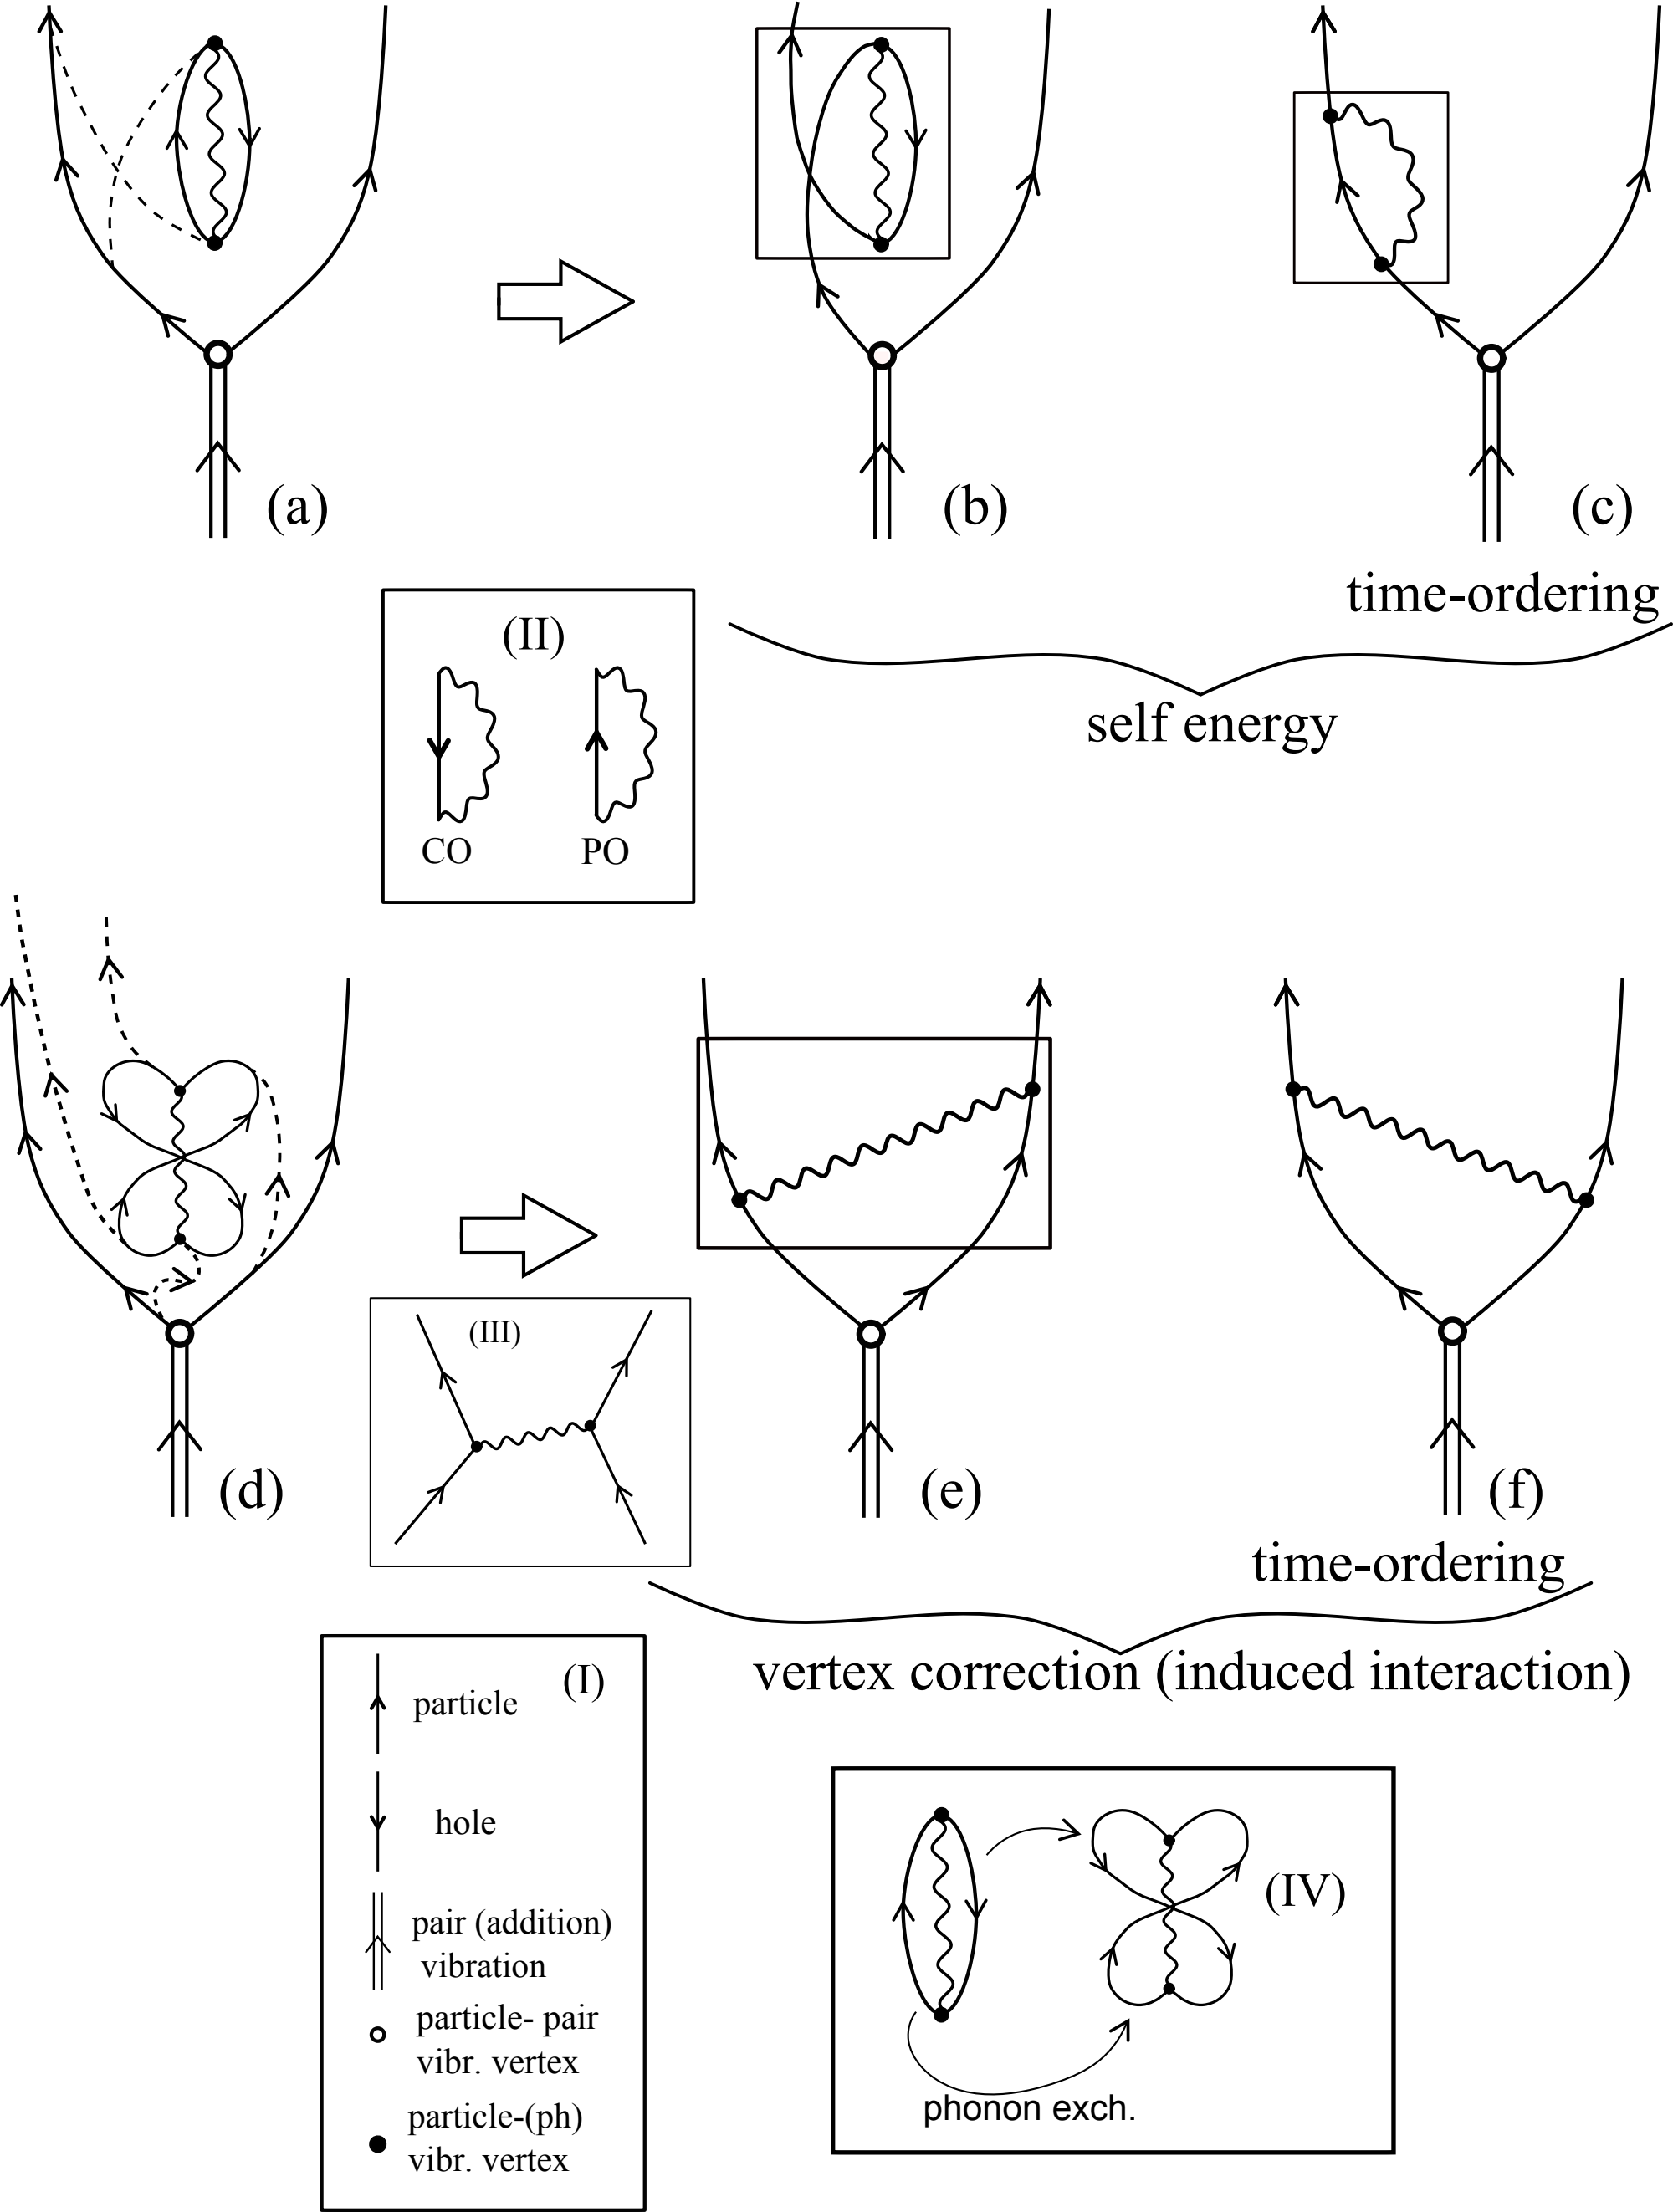 (a)
(b)
(c)
time-ordering
self energy
(II)
CO
PO
(III)
(d)
(e)
(f)
time-ordering
vertex correction (induced interaction)
(I)
particle
hole
pair (addition)
vibration
particle- pair
vibr. vertex
particle-(ph)
vibr. vertex
(IV)
phonon exch.